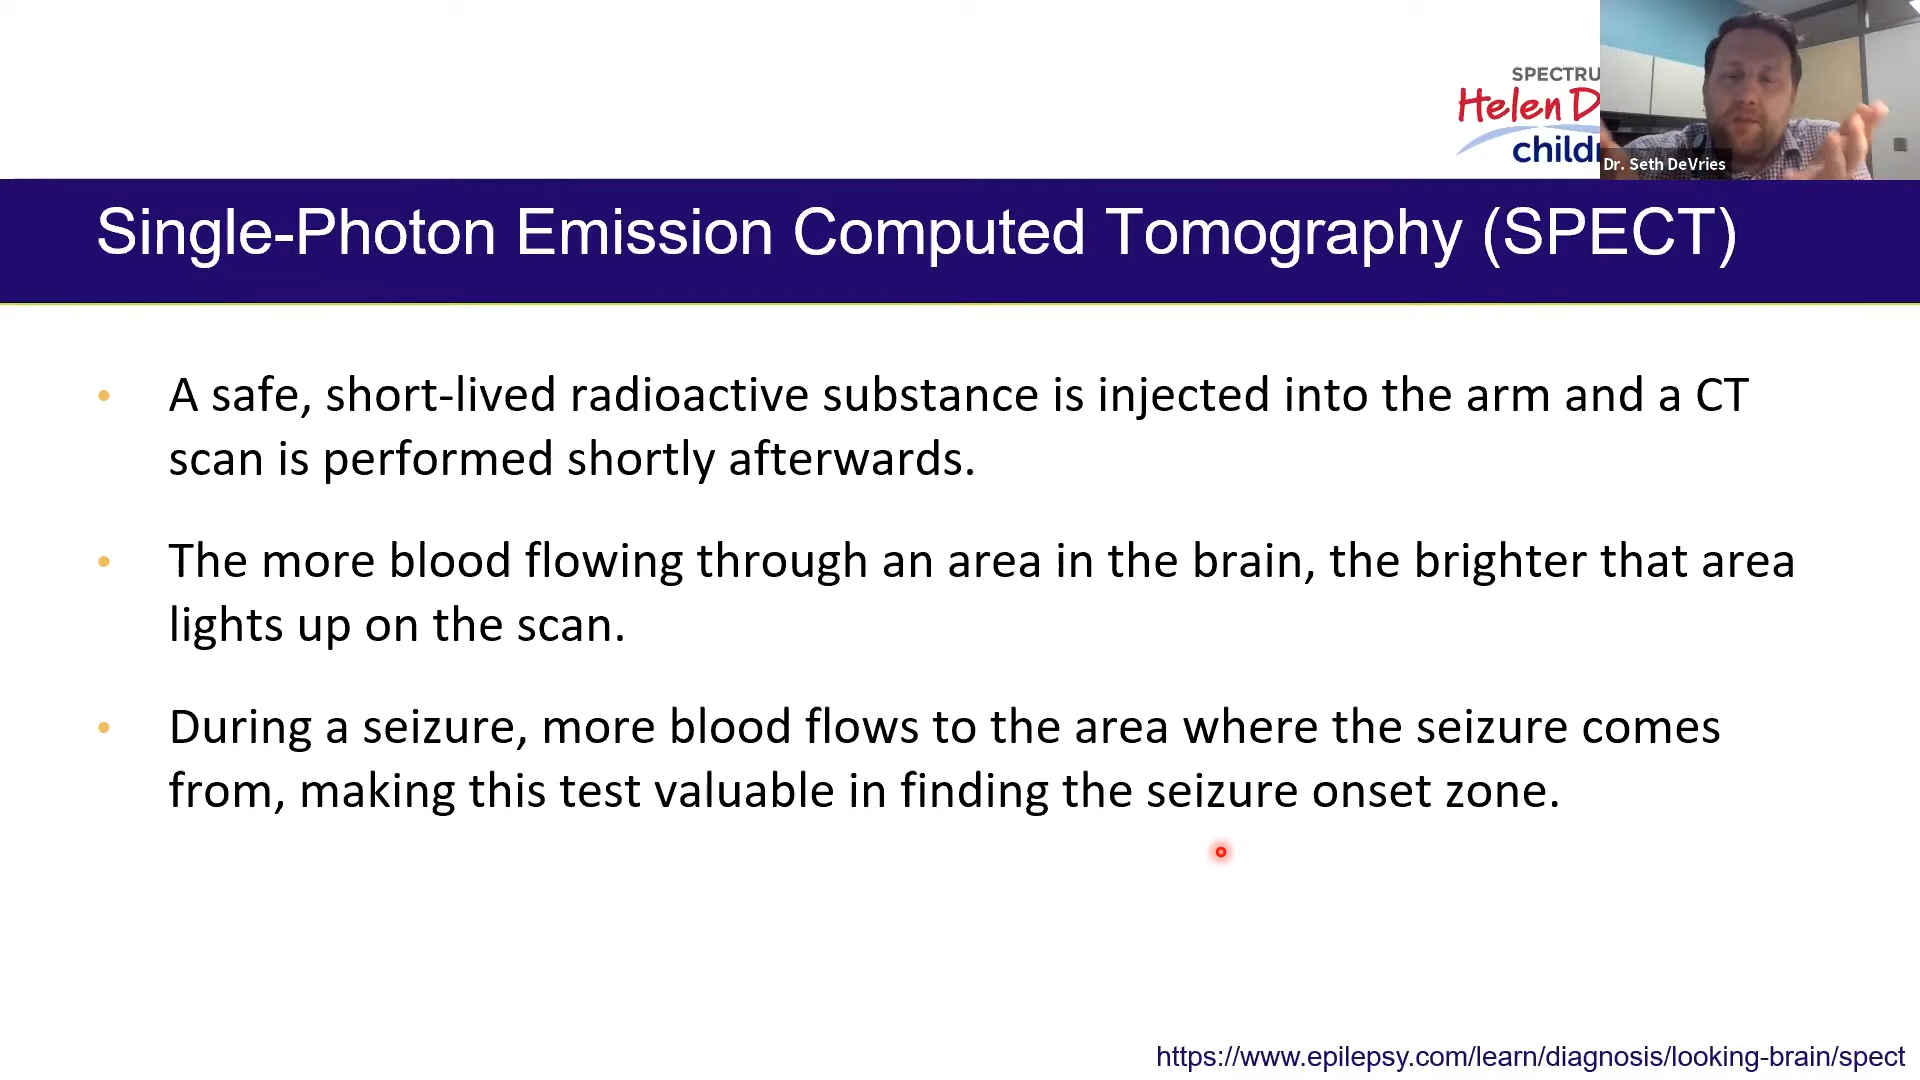 SPECTRU
Helen D
child
Dr. Seth DeVries
Single-Photon Emission Computed Tomography (SPECT)
• A safe, short-lived radioactive substance is injected into the arm and a CT
scan is performed shortly afterwards.
• The more blood flowing through an area in the brain, the brighter that area
lights up on the scan.
• During a seizure, more blood flows to the area where the seizure comes
from, making this test valuable in finding the seizure onset zone.
https://www.epilepsy.com/learn/diagnosis/looking-brain/spect